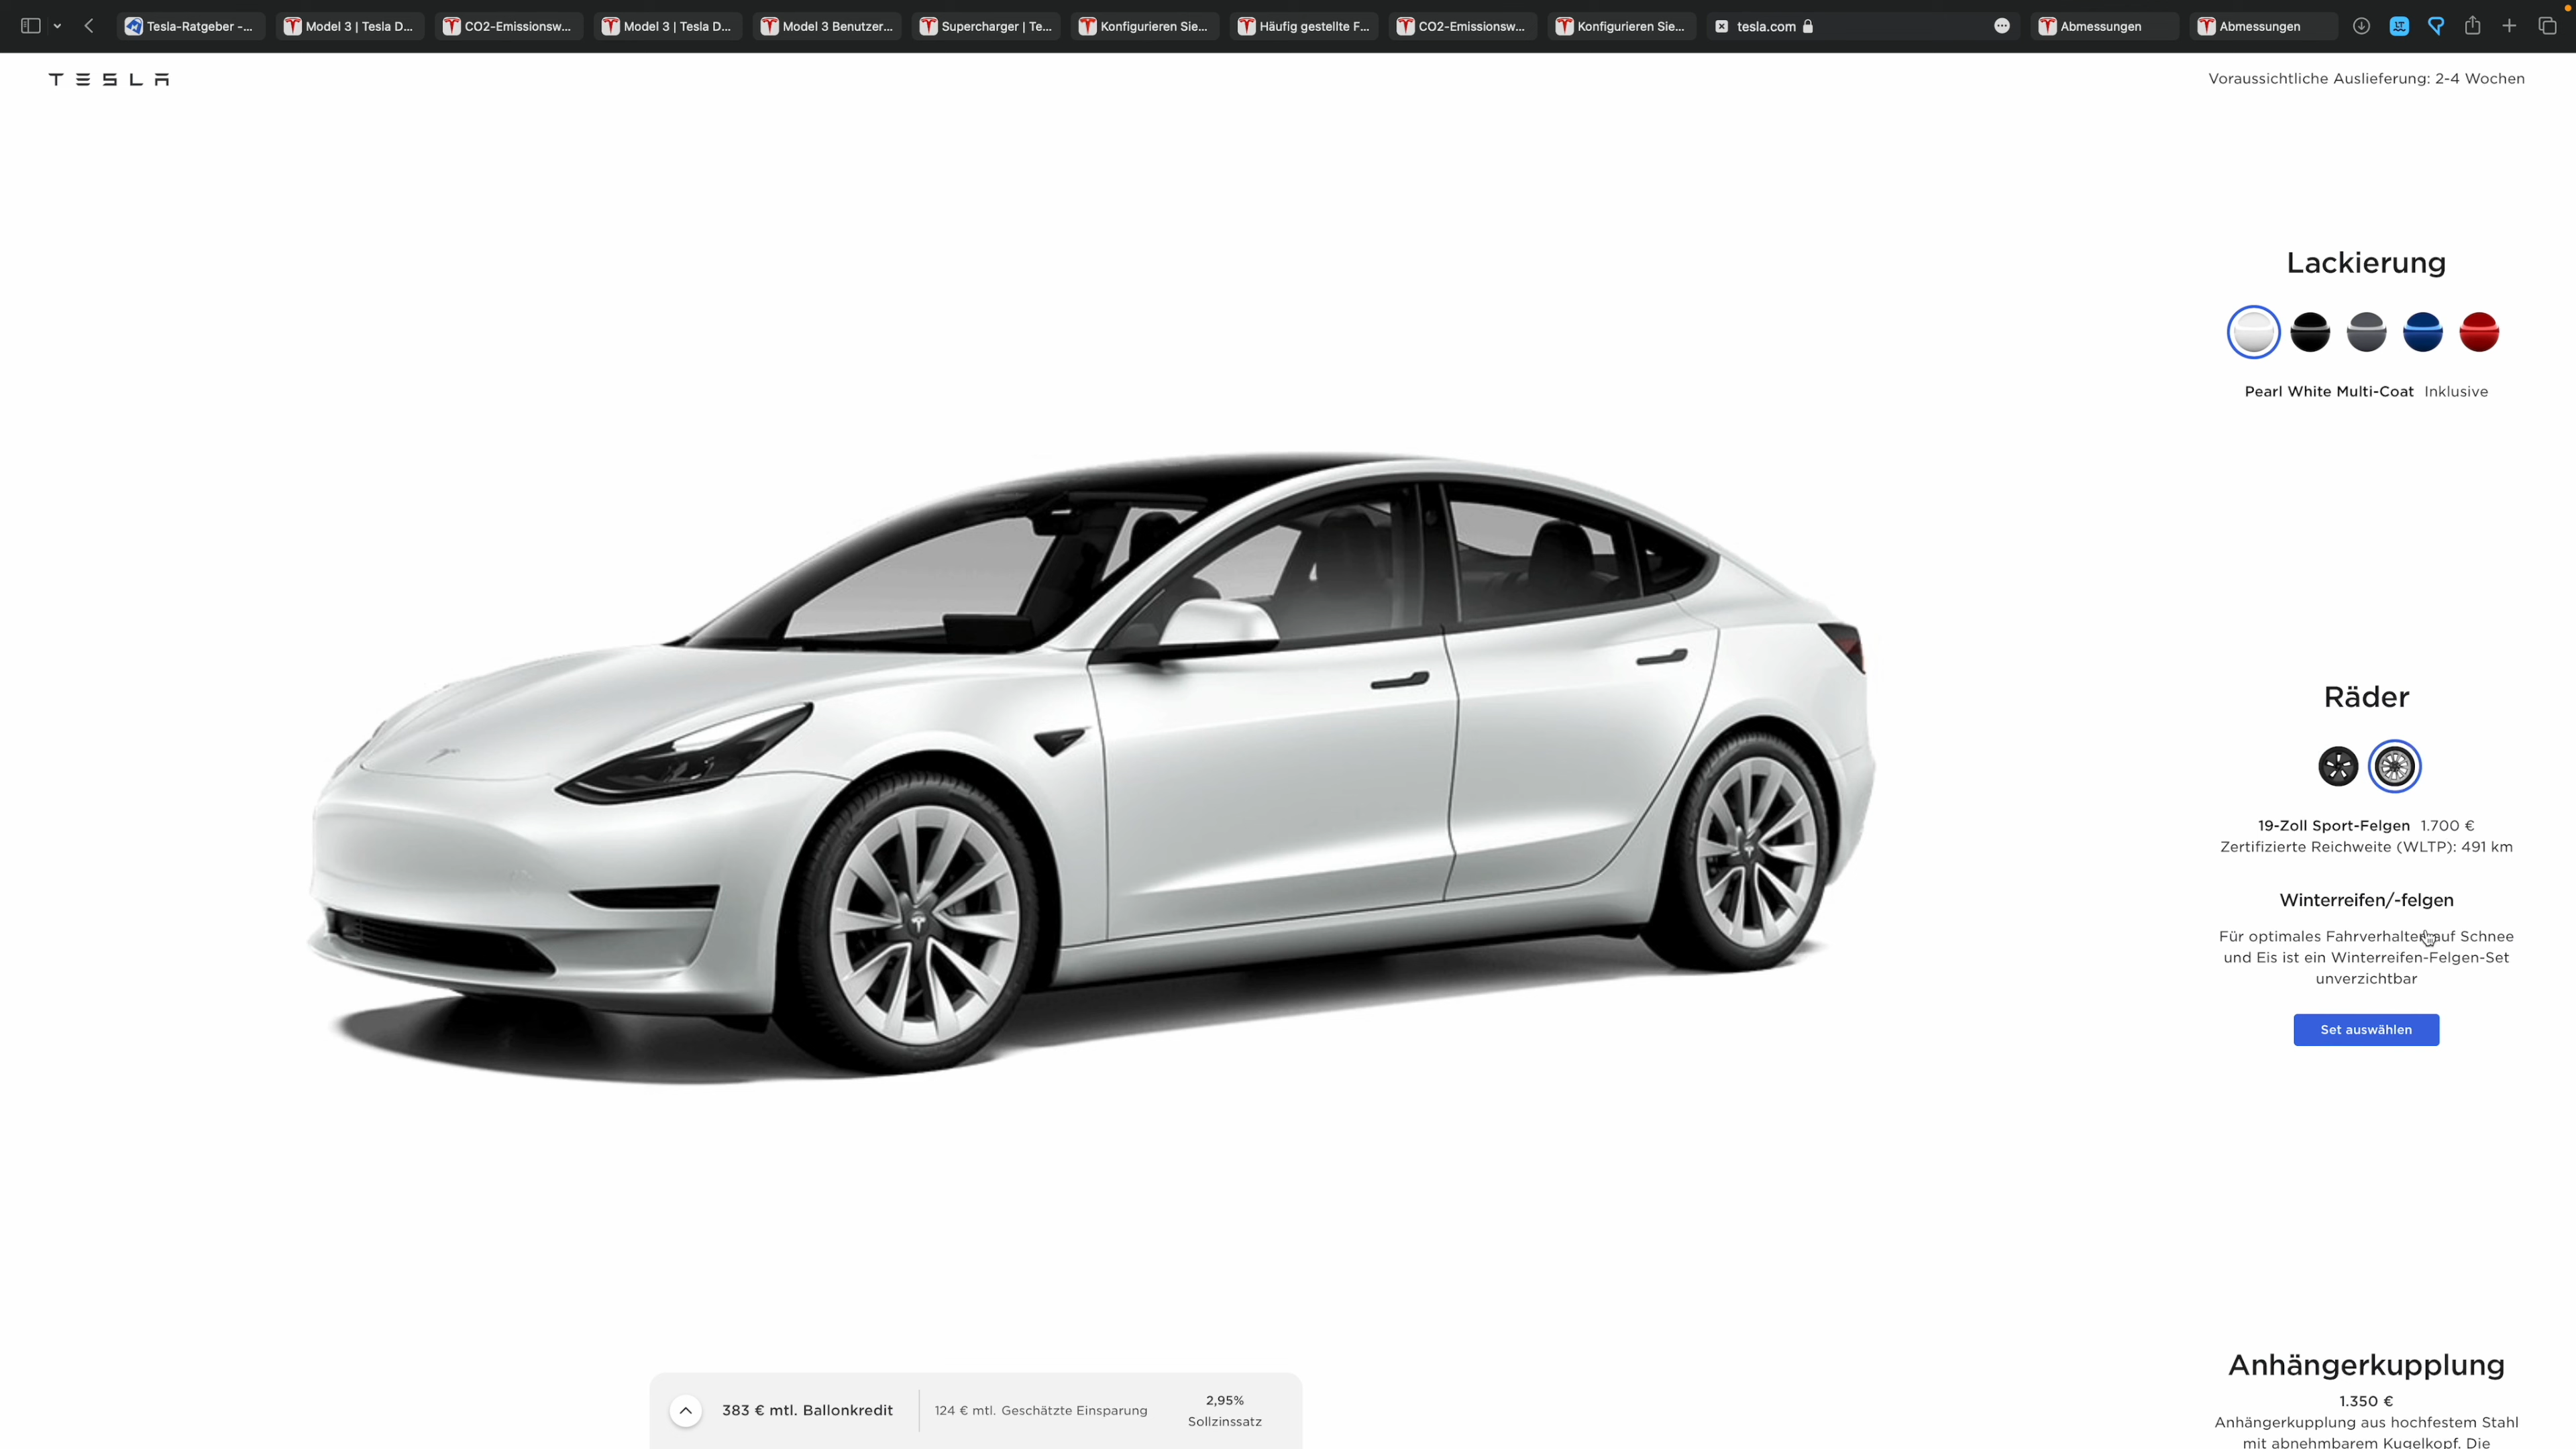 Tesla-Ratgeber -...
Model 3 | Tesla D...
CO2-Emissionsw...
Model 3 | Tesla D...
Model 3 Benutzer...
Supercharger | Te...
Konfigurieren Sie...
Häufig gestellte F...
CO2-Emissionsw...
Konfigurieren Sie...
tesla.com
Abmessungen
Abmessungen
TESLA
Voraussichtliche Auslieferung: 2-4 Wochen
Lackierung
Pearl White Multi-Coat Inklusive
Räder
19-Zoll Sport-Felgen 1.700 €
Zertifizierte Reichweite (WLTP): 491 km
Winterreifen/-felgen
Für optimales Fahrverhalten auf Schnee
und Eis ist ein Winterreifen-Felgen-Set
unverzichtbar
Set auswählen
Anhängerkupplung
1.350 €
Anhängerkupplung aus hochfestem Stahl
mit abnehmbarem Kugelkopf. Die
383 € mtl. Ballonkredit
124 € mtl. Geschätzte Einsparung
2,95%
Sollzinssatz